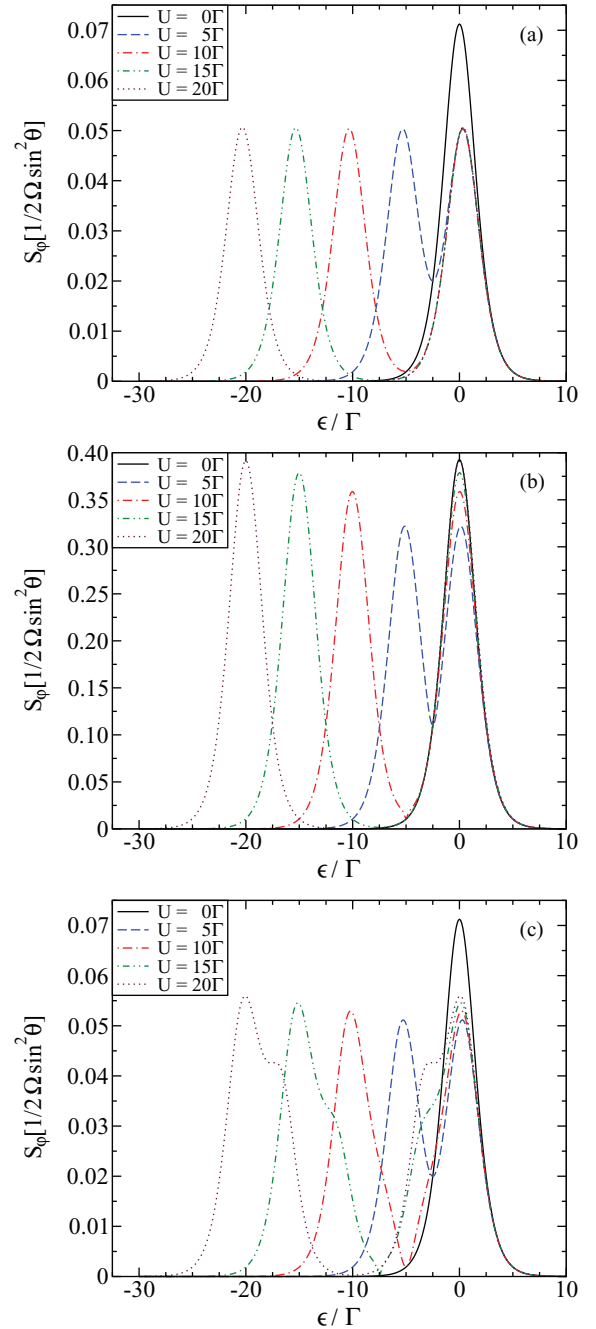 0.07
0.06
0.05
0.04
0.03
0.02
0.01
0
S_φ[1/2Ω sin²θ]
U = 0Γ
U = 5Γ
U = 10Γ
U = 15Γ
U = 20Γ
(a)
-30 -20 -10 0 10
ϵ/Γ
0.40
0.35
0.30
0.25
0.20
0.15
0.10
0.05
0
S_φ[1/2Ω sin²θ]
U = 0Γ
U = 5Γ
U = 10Γ
U = 15Γ
U = 20Γ
(b)
-30 -20 -10 0 10
ϵ/Γ
0.07
0.06
0.05
0.04
0.03
0.02
0.01
0
S_φ[1/2Ω sin²θ]
U = 0Γ
U = 5Γ
U = 10Γ
U = 15Γ
U = 20Γ
(c)
-30 -20 -10 0 10
ϵ/Γ